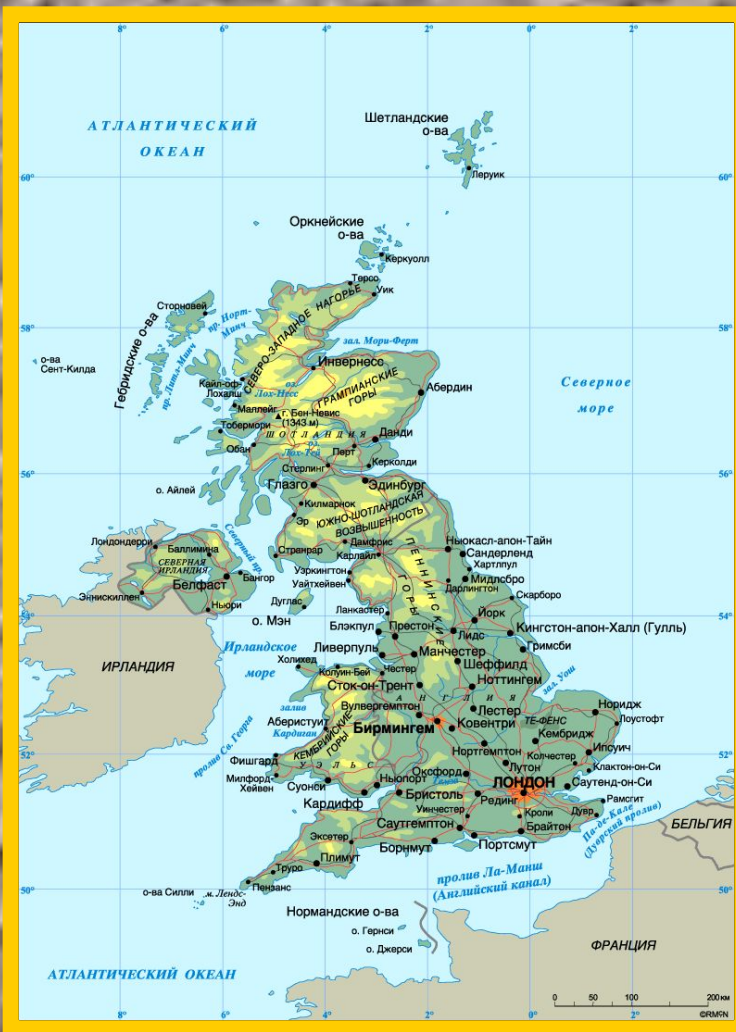 8°
6°
4°
2°
0°
АТЛАНТИЧЕСКИЙ
ОКЕАН
Шетландские
о-ва
Леруик
60°
60°
Оркнейские
о-ва
Керкуолл
Терсо
Уик
Сторновей
пр. Норт-
Минч
СЕВЕРО-ЗАПАДНОЕ НАГОРЬЕ
58°
58°
Гебридские о-ва
пр. Литл-Минч
зал. Мори-Ферт
о-ва
Сент-Килда
Инвернесс
оз.
Лох-Несс
Кайл-оф-
Лохалш
ГРАМПИАНСКИЕ
ГОРЫ
Абердин
Северное
море
Маллейг
г. Бен-Невис
(1343 м)
Тобермори
ШОТЛАНДИЯ
Данди
Обан
оз.
Лох-Тей
Перт
56°
56°
Стерлинг
Керколди
о. Айлей
Глазго
Эдинбург
Килмарнок
ЮЖНО-ШОТЛАНДСКАЯ
ВОЗВЫШЕННОСТЬ
Эр
Северный пр.
Лондондерри
Баллимина
Странрар
Дамфрис
Карлайл
Ньюкасл-апон-Тайн
Сандерленд
Хартлпул
СЕВЕРНАЯ
ИРЛАНДИЯ
Белфаст
Бангор
Уэркингтон
Уайтхейвен
ПЕННИНСКИЕ
ГОРЫ
Мидлсбро
Дарлингтон
Эннискиллен
Ньюри
Дуглас
о. Мэн
Скарборо
54°
54°
Ланкастер
Йорк
Блэкпул
Престон
Лидс
Кингстон-апон-Халл (Гулль)
Ирландское
море
Ливерпуль
Манчестер
Гримсби
ИРЛАНДИЯ
Холихед
Колуин-Бей
Честер
Шеффилд
Сток-он-Трент
Ноттингем
зал. Уош
АНГЛИЯ
залив
Кардиган
Вулвергемптон
Лестер
Норидж
Аберистуит
Бирмингем
Ковентри
ТЕ-ФЕНС
Лоустофт
КЕМБРИЙСКИЕ
ГОРЫ
Кембридж
52°
52°
пролив Св. Георга
Фишгард
Нортгемптон
Ипсуич
УЭЛЬС
Лутон
Колчестер
Клактон-он-Си
Милфорд-
Хейвен
Оксфорд
Темза
ЛОНДОН
Суонси
Ньюпорт
Саутенд-он-Си
Кардифф
Бристоль
Рединг
Рамсгит
Уинчестер
Кроли
Дувр
Па-де-Кале
(Дуврский пролив)
Саутгемптон
Брайтон
БЕЛЬГИЯ
Эксетер
Борнмут
Портсмут
Плимут
Труро
пролив Ла-Манш
(Английский канал)
50°
50°
о-ва Силли
м. Лендс-
Энд
Пензанс
Нормандские о-ва
о. Гернси
о. Джерси
ФРАНЦИЯ
АТЛАНТИЧЕСКИЙ ОКЕАН
0 50 100 200 км
8°
6°
4°
2°
0°